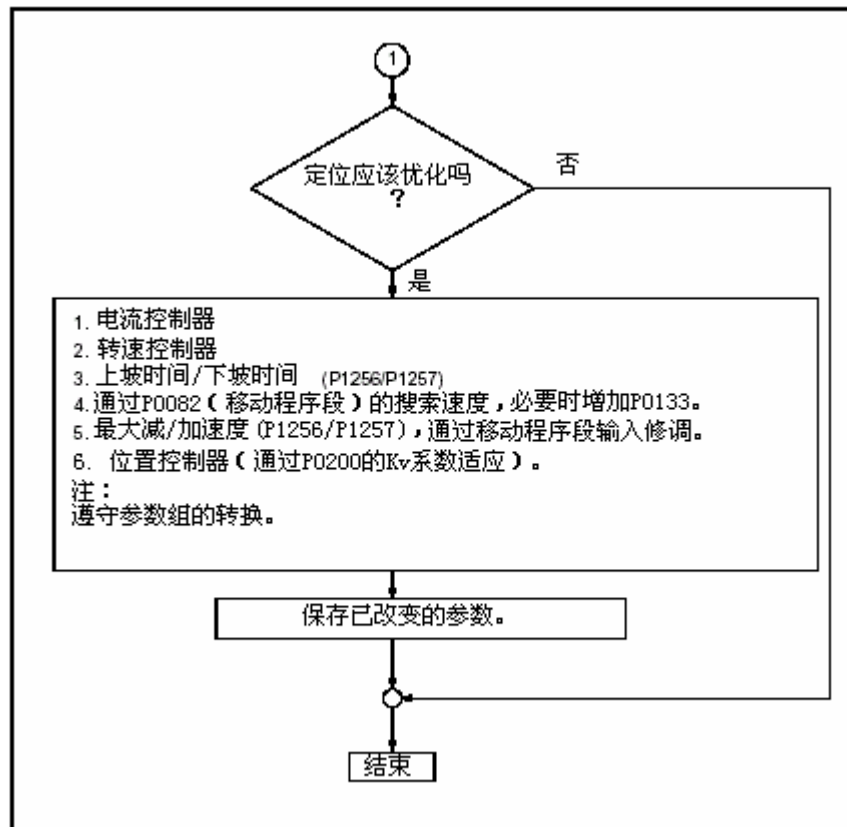 1
定位应该优化吗
?
否
是
1. 电流控制器
2. 转速控制器
3. 上坡时间/下坡时间 (P1256/P1257)
4. 通过P0082(移动程序段)的搜索速度,必要时增加P0133。
5. 最大减/加速度(P1256/P1257),通过移动程序段输入修调。
6. 位置控制器(通过P0200的Kv系数适应)。
注:
遵守参数组的转换。
保存已改变的参数。
结束